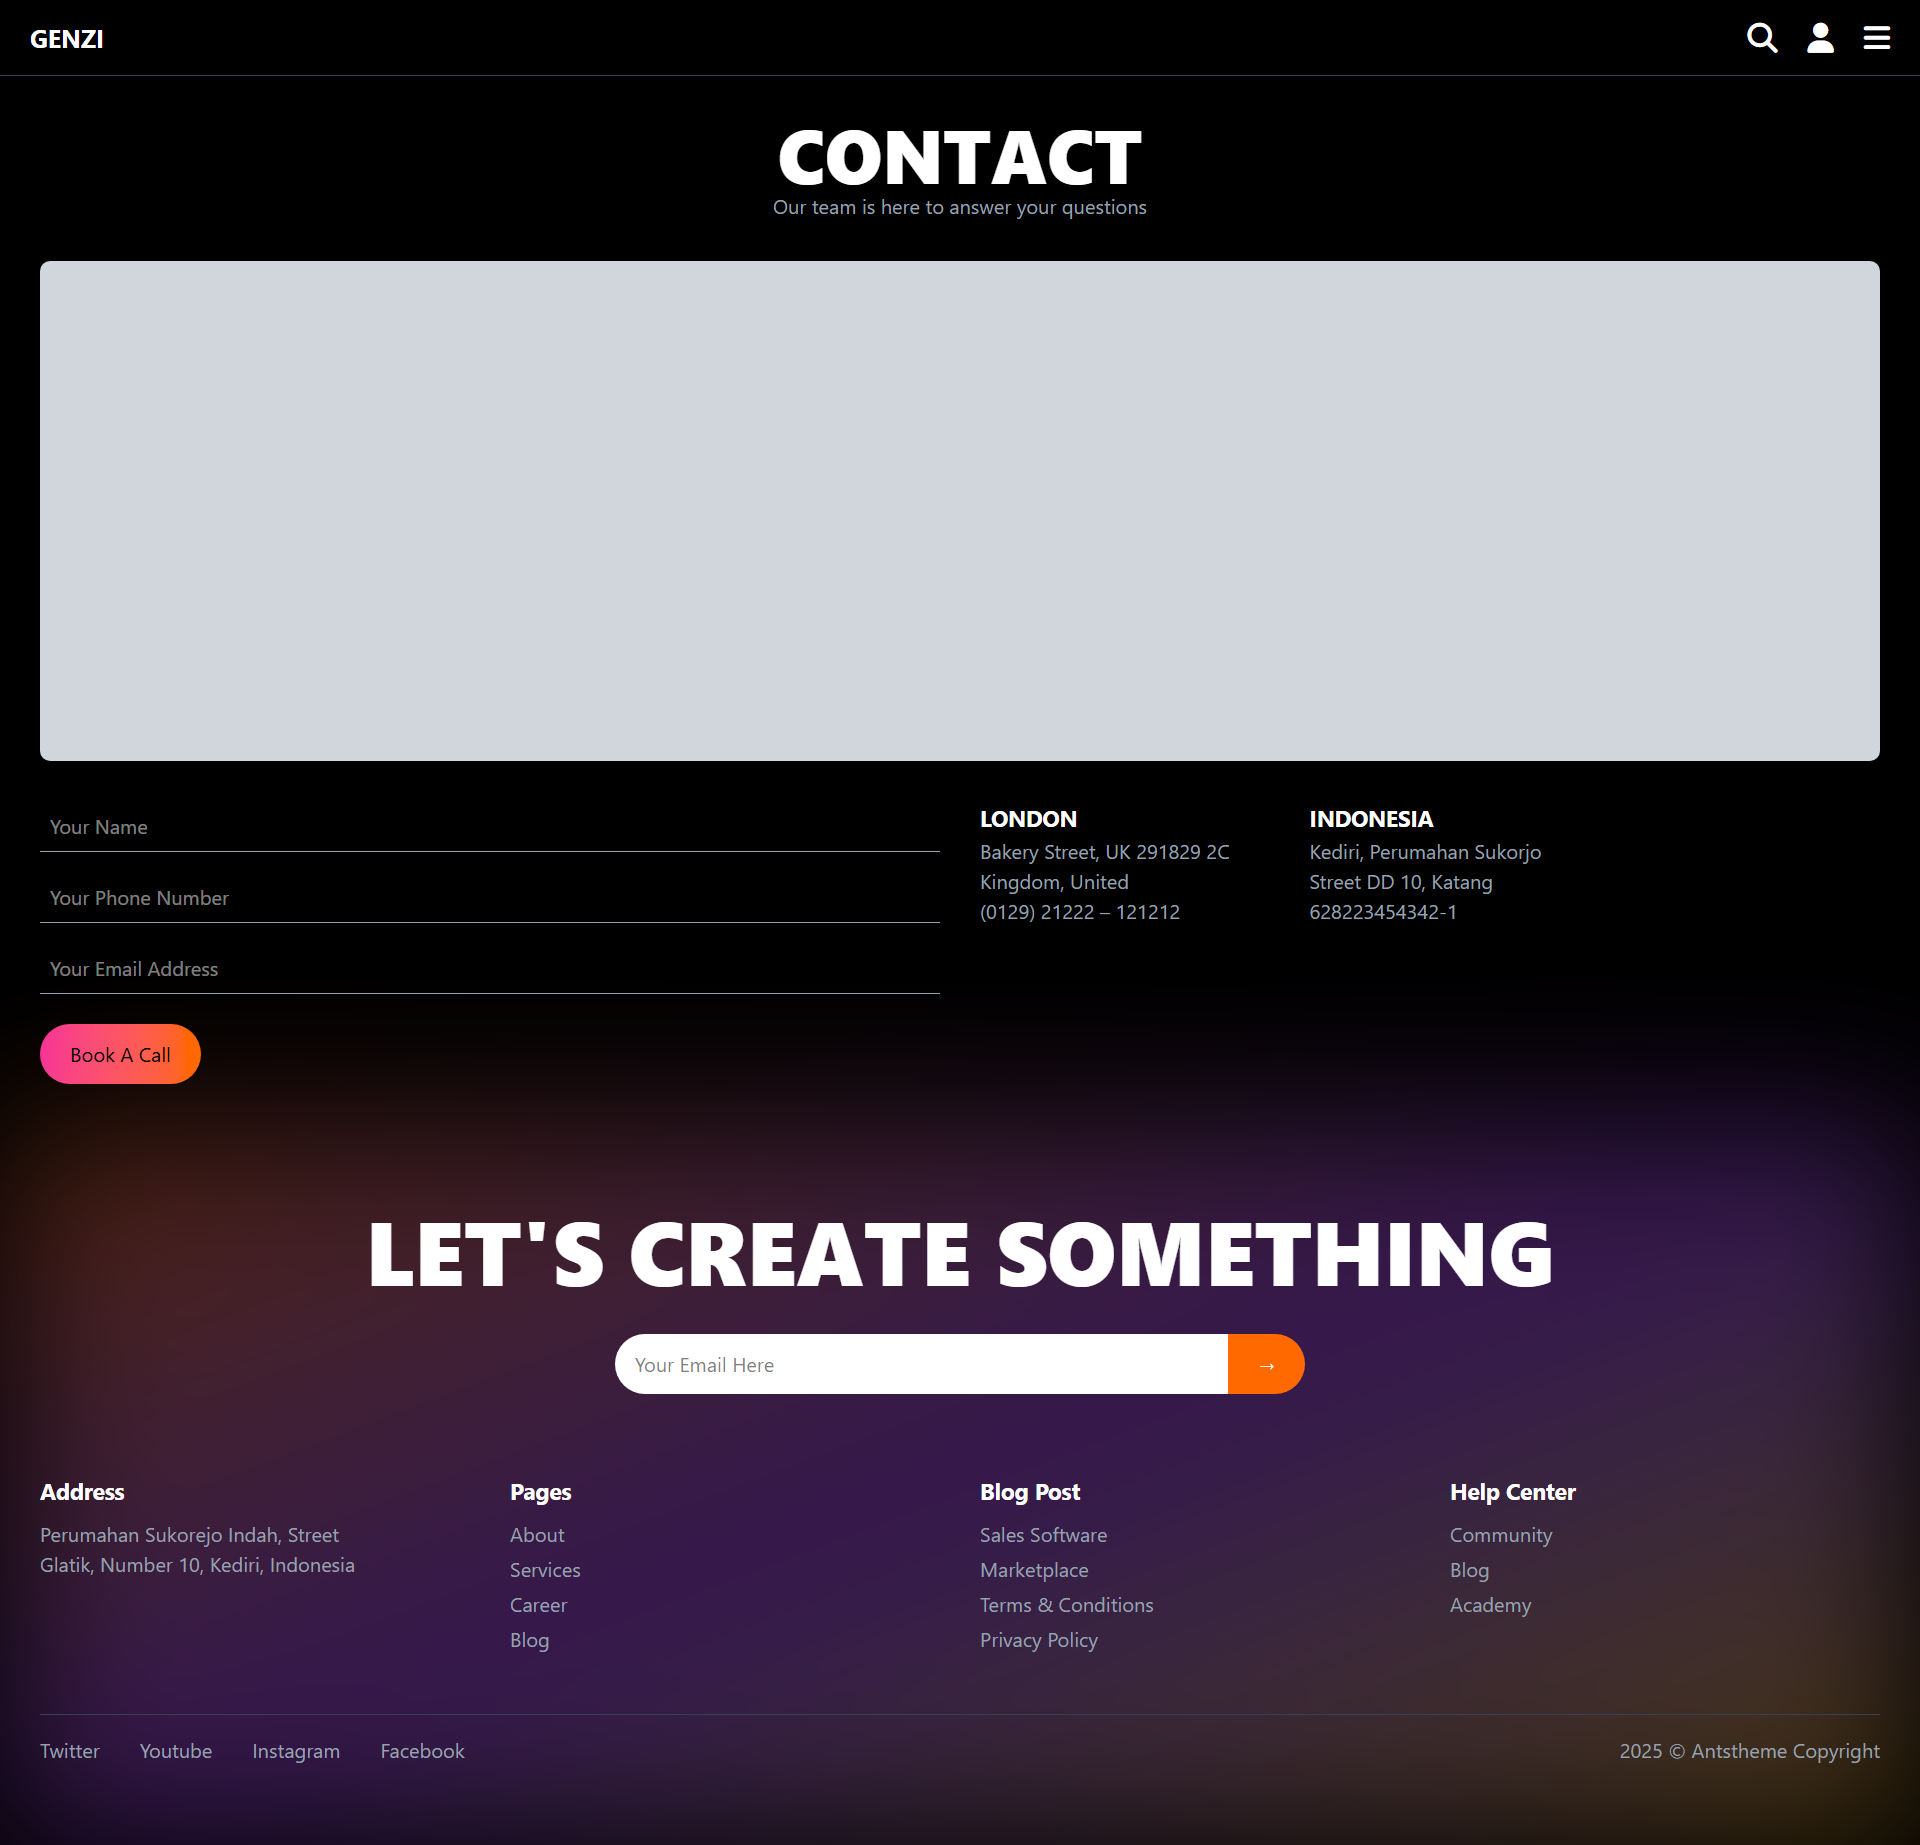 GENZI
CONTACT
Our team is here to answer your questions
Your Name
Your Phone Number
Your Email Address
Book A Call
LONDON
Bakery Street, UK 291829 2C
Kingdom, United
(0129) 21222 – 121212
INDONESIA
Kediri, Perumahan Sukorjo
Street DD 10, Katang
628223454342-1
LET'S CREATE SOMETHING
Your Email Here
→
Address
Perumahan Sukorejo Indah, Street
Glatik, Number 10, Kediri, Indonesia
Pages
About
Services
Career
Blog
Blog Post
Sales Software
Marketplace
Terms & Conditions
Privacy Policy
Help Center
Community
Blog
Academy
Twitter
Youtube
Instagram
Facebook
2025 © Antstheme Copyright